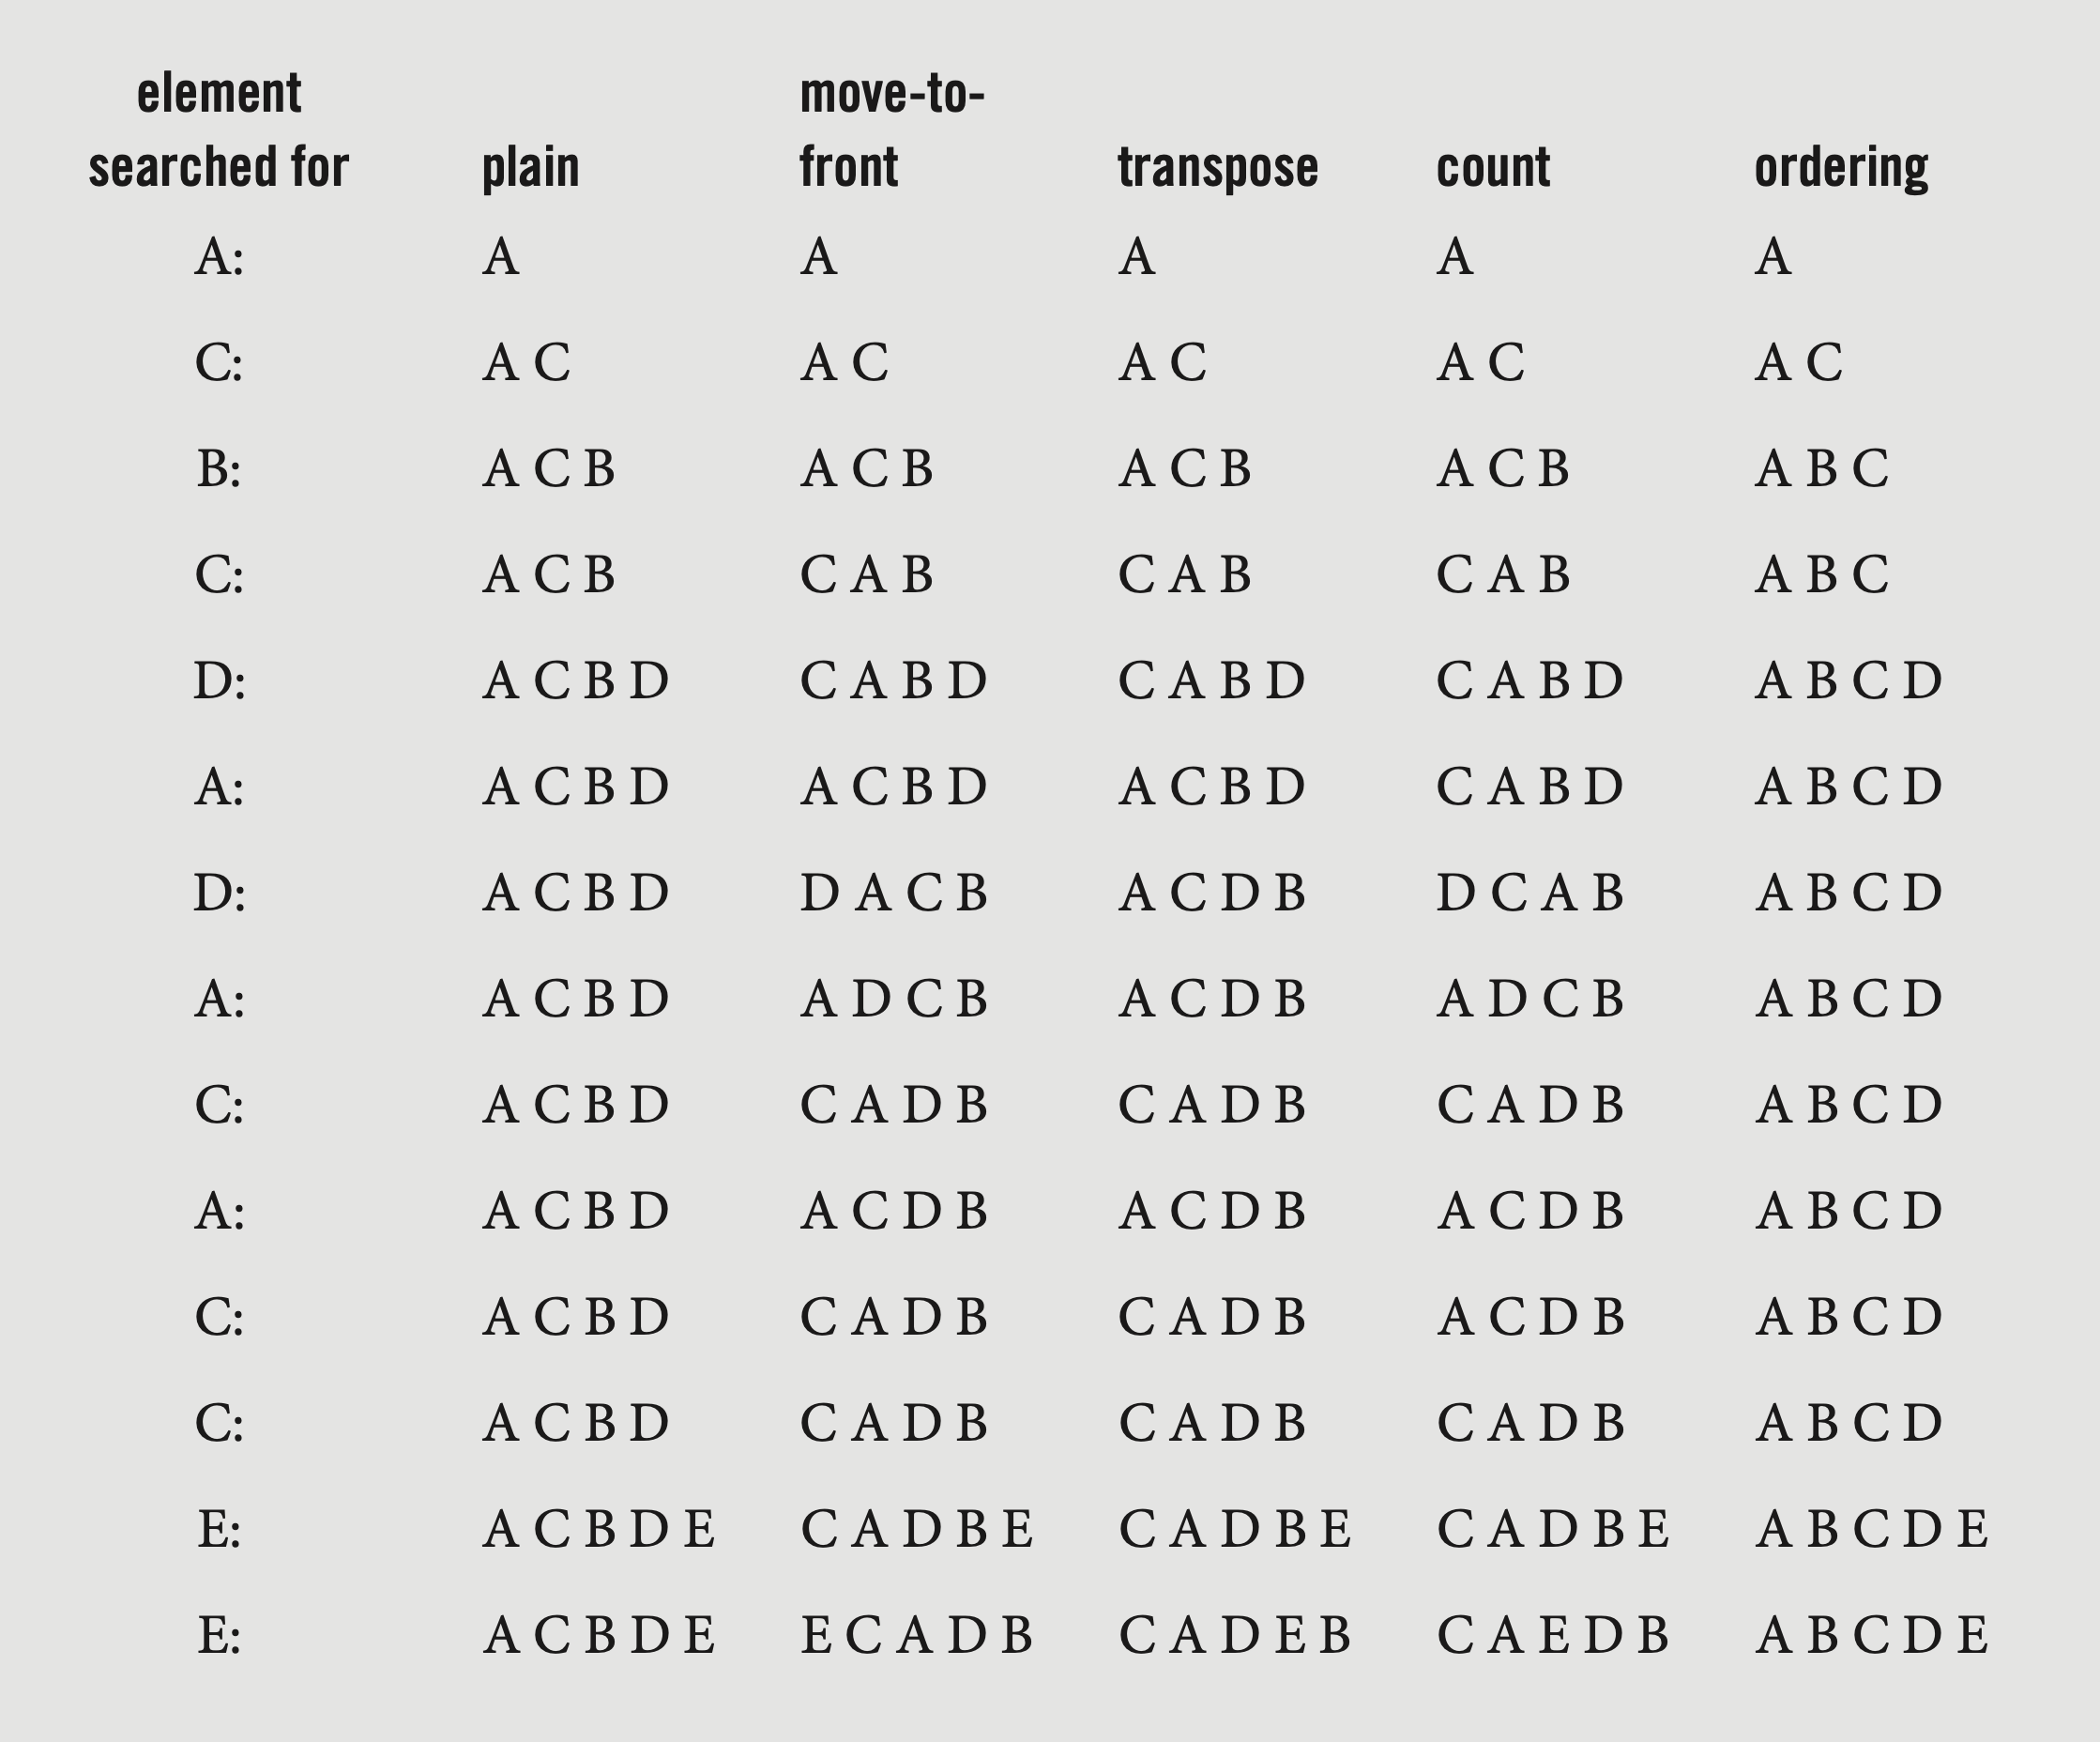 element move-to-
searched for plain front transpose count ordering
A: A A A A A
C: A C A C A C A C A C
B: A C B A C B A C B A C B A B C
C: A C B C A B C A B C A B A B C
D: A C B D C A B D C A B D C A B D A B C D
A: A C B D A C B D A C B D C A B D A B C D
D: A C B D D A C B A C D B D C A B A B C D
A: A C B D A D C B A C D B A D C B A B C D
C: A C B D C A D B C A D B C A D B A B C D
A: A C B D A C D B A C D B A C D B A B C D
C: A C B D C A D B C A D B A C D B A B C D
C: A C B D C A D B C A D B C A D B A B C D
E: A C B D E C A D B E C A D B E C A D B E A B C D E
E: A C B D E E C A D B C A D E B C A E D B A B C D E